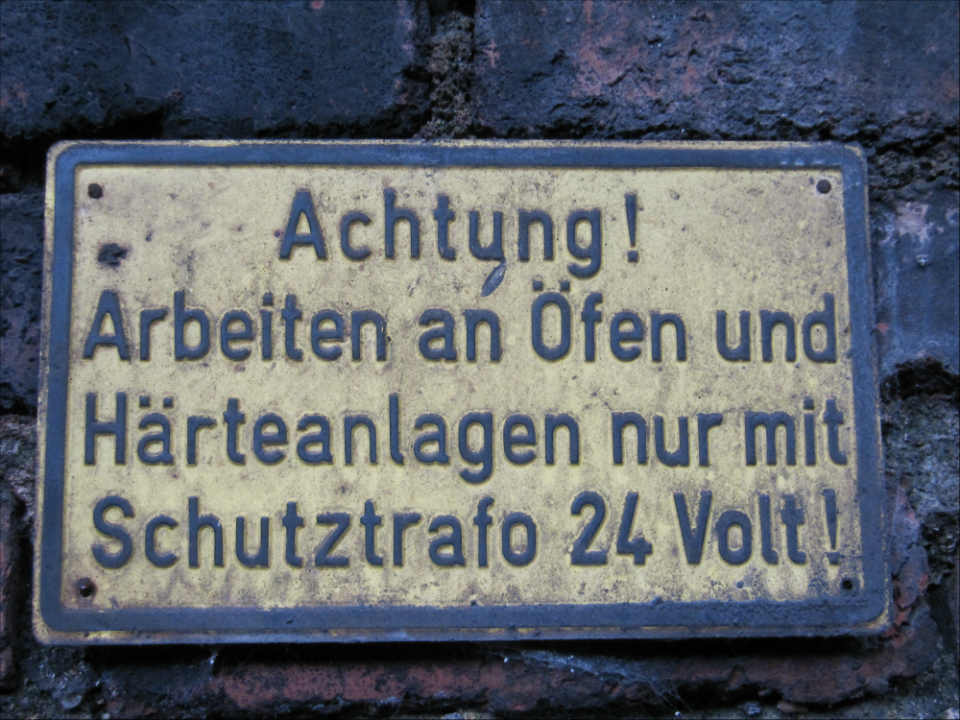 Achtung!
Arbeiten an Öfen und
Härteanlagen nur mit
Schutztrafo 24 Volt!